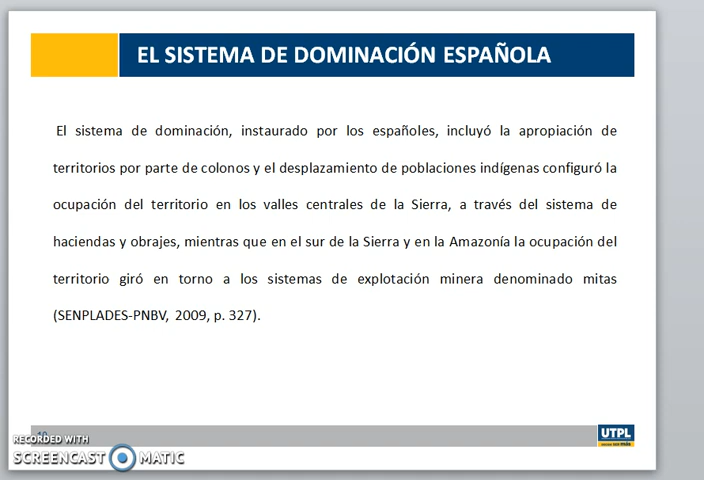 EL SISTEMA DE DOMINACIÓN ESPAÑOLA
El sistema de dominación, instaurado por los españoles, incluyó la apropiación de
territorios por parte de colonos y el desplazamiento de poblaciones indígenas configuró la
ocupación del territorio en los valles centrales de la Sierra, a través del sistema de
haciendas y obrajes, mientras que en el sur de la Sierra y en la Amazonía la ocupación del
territorio giró en torno a los sistemas de explotación minera denominado mitas
(SENPLADES-PNBV, 2009, p. 327).
UTPL
RECORDED WITH
SCREENCAST MATIC